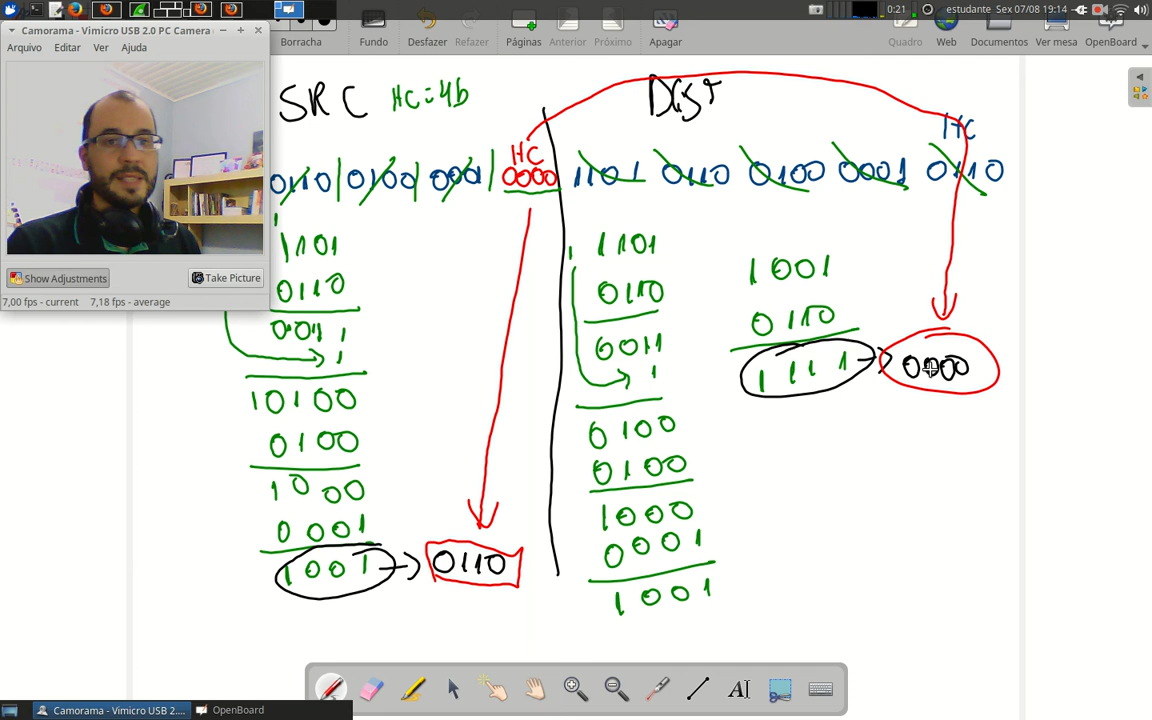 0:21 estudante Sex 07/08 19:14
Camorama - Vimicro USB 2.0 PC Camera
Arquivo Editar Ver Ajuda
Borracha Fundo Desfazer Refazer Páginas Anterior Próximo Apagar Quadro Web Documentos Ver mesa OpenBoard
Show Adjustments Take Picture
7,00 fps - current 7,18 fps - average
SRC HC=4b
HC
0110 | 0100 | 0001 | 0000
1101
0110
0011
1
10100
0100
1000
0001
1001 → 0110
Dest
HC
1101 0110 0100 0001 0110
1101
0110
0011
1
0100
0100
1000
0001
1001
1001
0110
1111 → 0000
Camorama - Vimicro USB 2....
OpenBoard